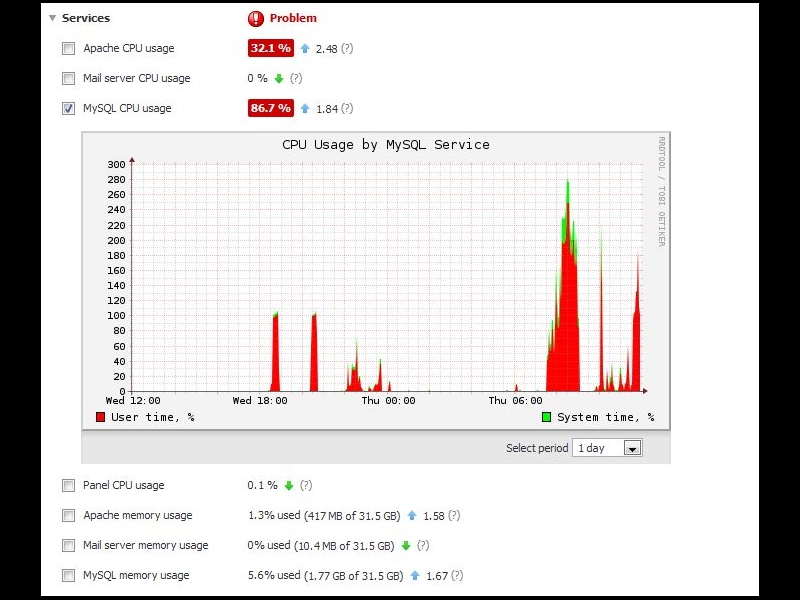 Services Problem
Apache CPU usage 32.1 % 2.48 (?)
Mail server CPU usage 0 % (?)
MySQL CPU usage 86.7 % 1.84 (?)
CPU Usage by MySQL Service
RRDTOOL / TOBI OETIKER
300
280
260
240
220
200
180
160
140
120
100
80
60
40
20
0
Wed 12:00 Wed 18:00 Thu 00:00 Thu 06:00
User time, % System time, %
Select period 1 day
Panel CPU usage 0.1 % (?)
Apache memory usage 1.3% used (417 MB of 31.5 GB) 1.58 (?)
Mail server memory usage 0% used (10.4 MB of 31.5 GB) (?)
MySQL memory usage 5.6% used (1.77 GB of 31.5 GB) 1.67 (?)